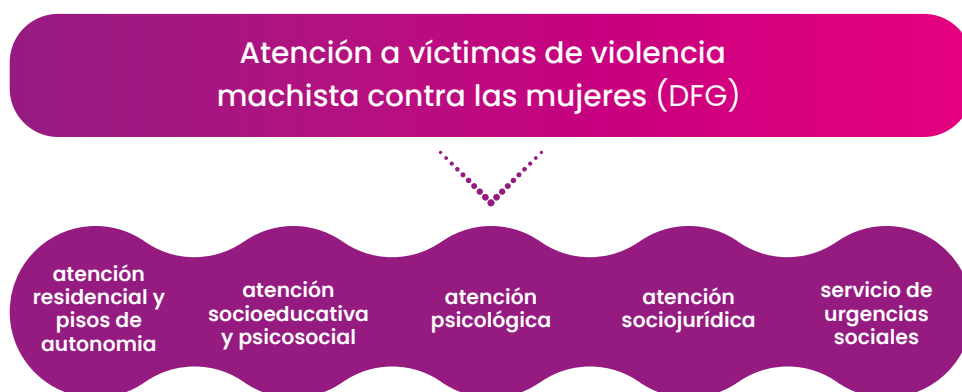 Atención a víctimas de violencia
machista contra las mujeres (DFG)
atención
residencial y
pisos de
autonomia
atención
socioeducativa
y psicosocial
atención
psicológica
atención
sociojurídica
servicio de
urgencias
sociales